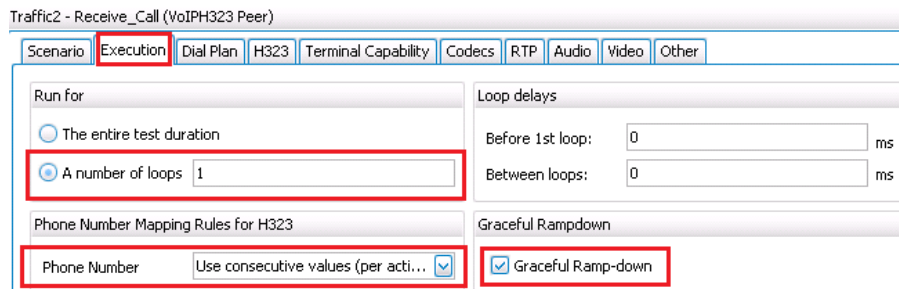 Traffic2 - Receive_Call (VoIPH323 Peer)
Scenario Execution Dial Plan H323 Terminal Capability Codecs RTP Audio Video Other
Run for
The entire test duration
A number of loops 1
Loop delays
Before 1st loop: 0 ms
Between loops: 0 ms
Phone Number Mapping Rules for H323
Phone Number Use consecutive values (per acti...
Graceful Rampdown
Graceful Ramp-down